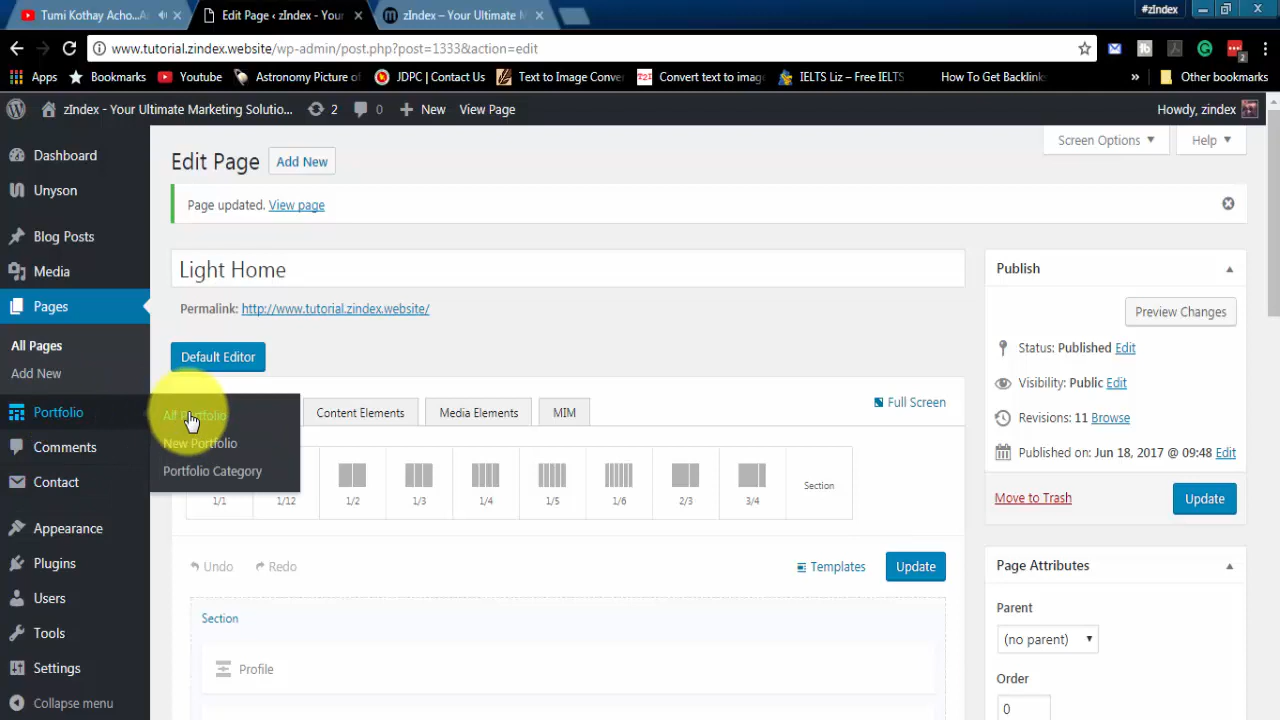 Tumi Kothay Acho...
Edit Page ‹ zIndex - Your
zIndex – Your Ultimate M
#zIndex
www.tutorial.zindex.website/wp-admin/post.php?post=1333&action=edit
Apps
Bookmarks
Youtube
Astronomy Picture of
JDPC | Contact Us
Text to Image Conve
Convert text to imag
IELTS Liz – Free IELTS
How To Get Backlink
»
Other bookmarks
zIndex - Your Ultimate Marketing Solutio...
2
0
New
View Page
Howdy, zindex
Screen Options
Help
Dashboard
Unyson
Blog Posts
Media
Pages
All Pages
Add New
Portfolio
Comments
Contact
Appearance
Plugins
Users
Tools
Settings
Collapse menu
All Portfolio
New Portfolio
Portfolio Category
Edit Page
Add New
Page updated. View page
Light Home
Permalink: http://www.tutorial.zindex.website/
Default Editor
Content Elements
Media Elements
MIM
Full Screen
1/1
1/12
1/2
1/3
1/4
1/5
1/6
2/3
3/4
Section
Undo
Redo
Templates
Update
Section
Profile
Publish
Preview Changes
Status: Published Edit
Visibility: Public Edit
Revisions: 11 Browse
Published on: Jun 18, 2017 @ 09:48 Edit
Move to Trash
Update
Page Attributes
Parent
(no parent)
Order
0